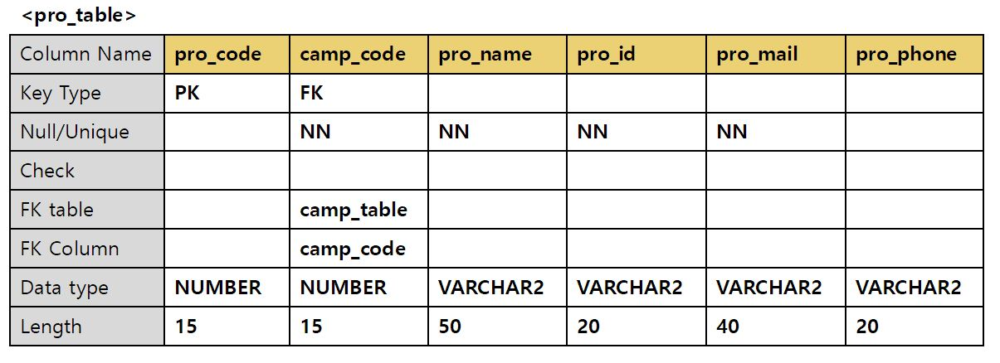 <pro_table>
Column Name pro_code camp_code pro_name pro_id pro_mail pro_phone
Key Type PK FK
Null/Unique NN NN NN NN
Check
FK table camp_table
FK Column camp_code
Data type NUMBER NUMBER VARCHAR2 VARCHAR2 VARCHAR2 VARCHAR2
Length 15 15 50 20 40 20